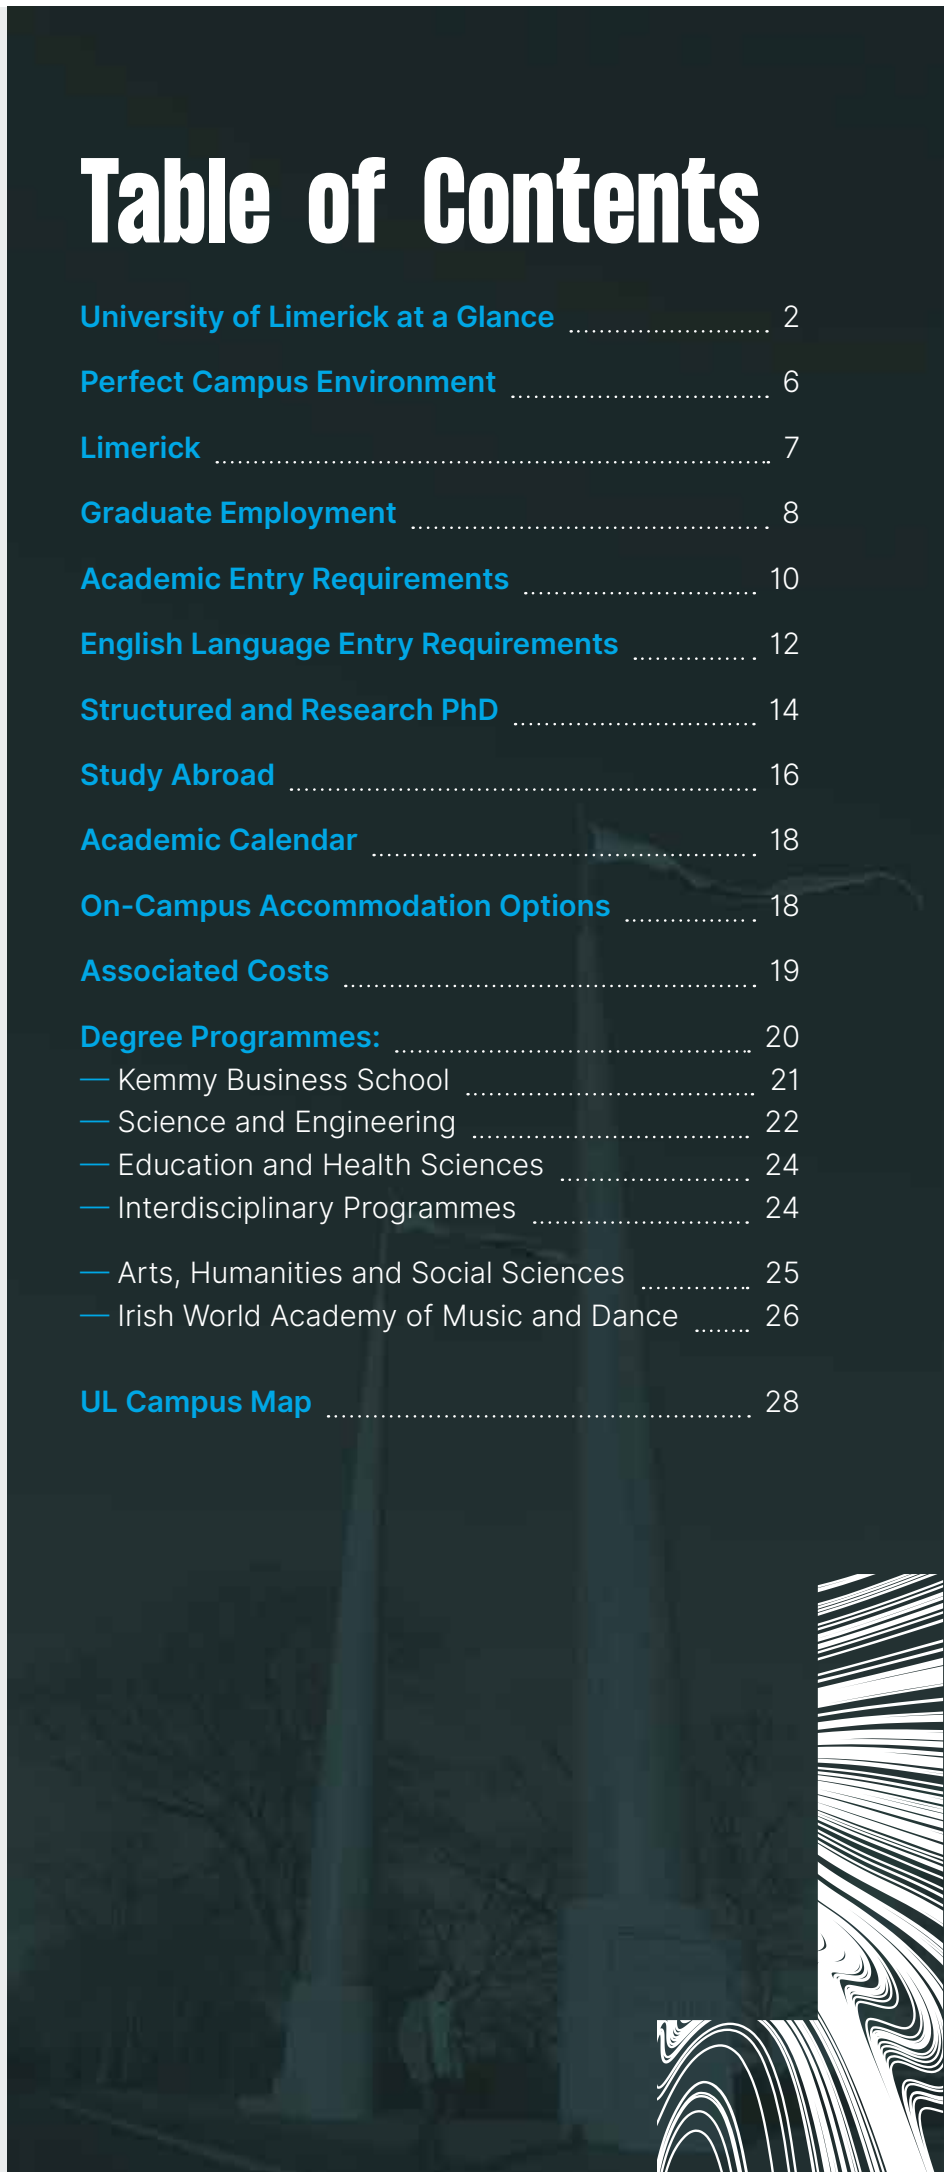 Table of Contents
University of Limerick at a Glance 2
Perfect Campus Environment 6
Limerick 7
Graduate Employment 8
Academic Entry Requirements 10
English Language Entry Requirements 12
Structured and Research PhD 14
Study Abroad 16
Academic Calendar 18
On-Campus Accommodation Options 18
Associated Costs 19
Degree Programmes: 20
— Kemmy Business School 21
— Science and Engineering 22
— Education and Health Sciences 24
— Interdisciplinary Programmes 24
— Arts, Humanities and Social Sciences 25
— Irish World Academy of Music and Dance 26
UL Campus Map 28